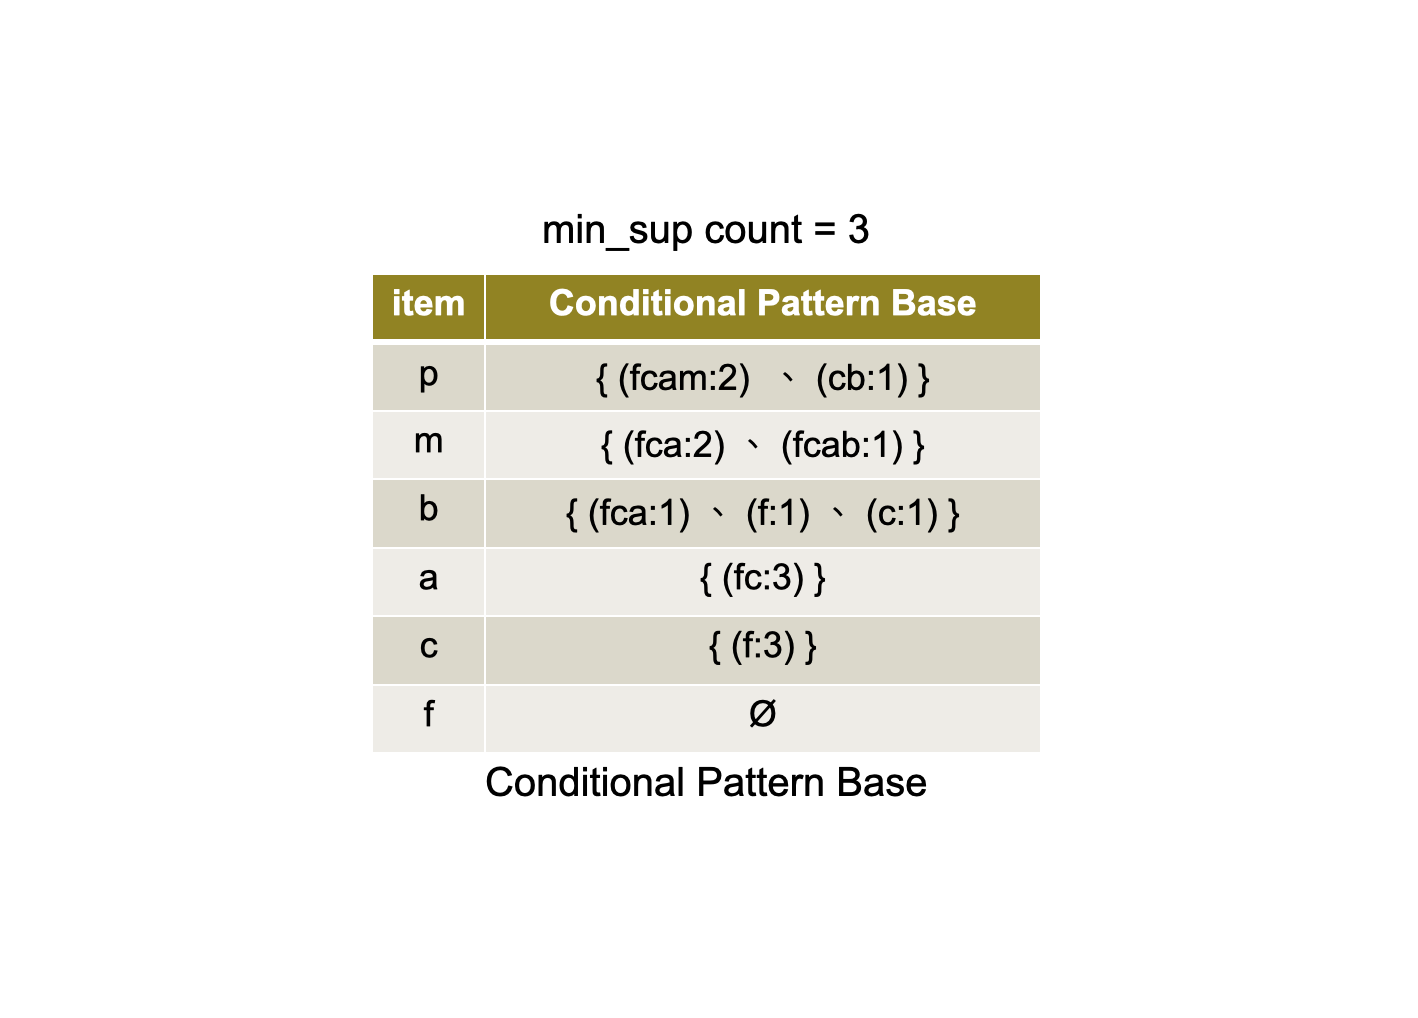 min_sup count = 3
item Conditional Pattern Base
p { (fcam:2) 、 (cb:1) }
m { (fca:2) 、 (fcab:1) }
b { (fca:1) 、 (f:1) 、 (c:1) }
a { (fc:3) }
c { (f:3) }
f Ø
Conditional Pattern Base